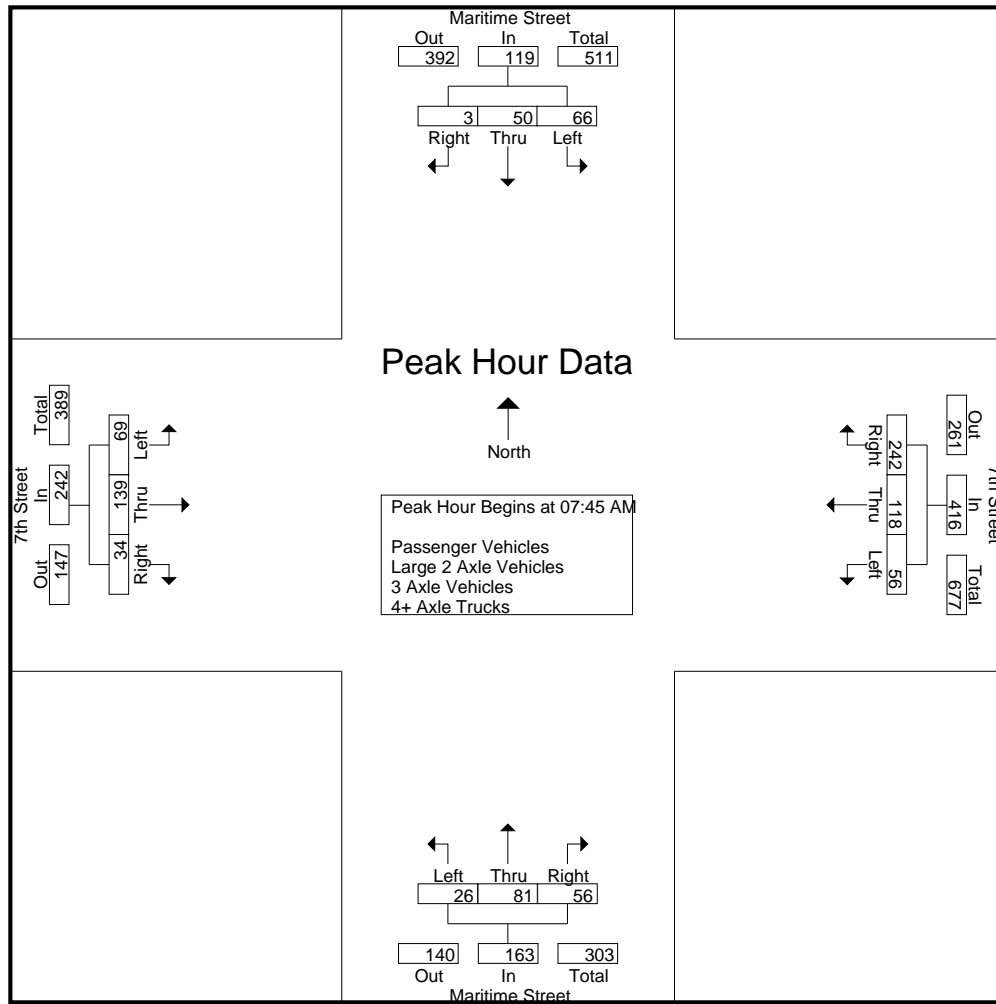 Maritime Street
Out In Total
392 119 511
3 50 66
Right Thru Left
Peak Hour Data
North
Peak Hour Begins at 07:45 AM
Passenger Vehicles
Large 2 Axle Vehicles
3 Axle Vehicles
4+ Axle Trucks
7th Street
Out In Total
147 242 389
34 139 69
Right Thru Left
7th Street
Out In Total
261 416 677
242 118 56
Right Thru Left
Left Thru Right
26 81 56
140 163 303
Out In Total
Maritime Street